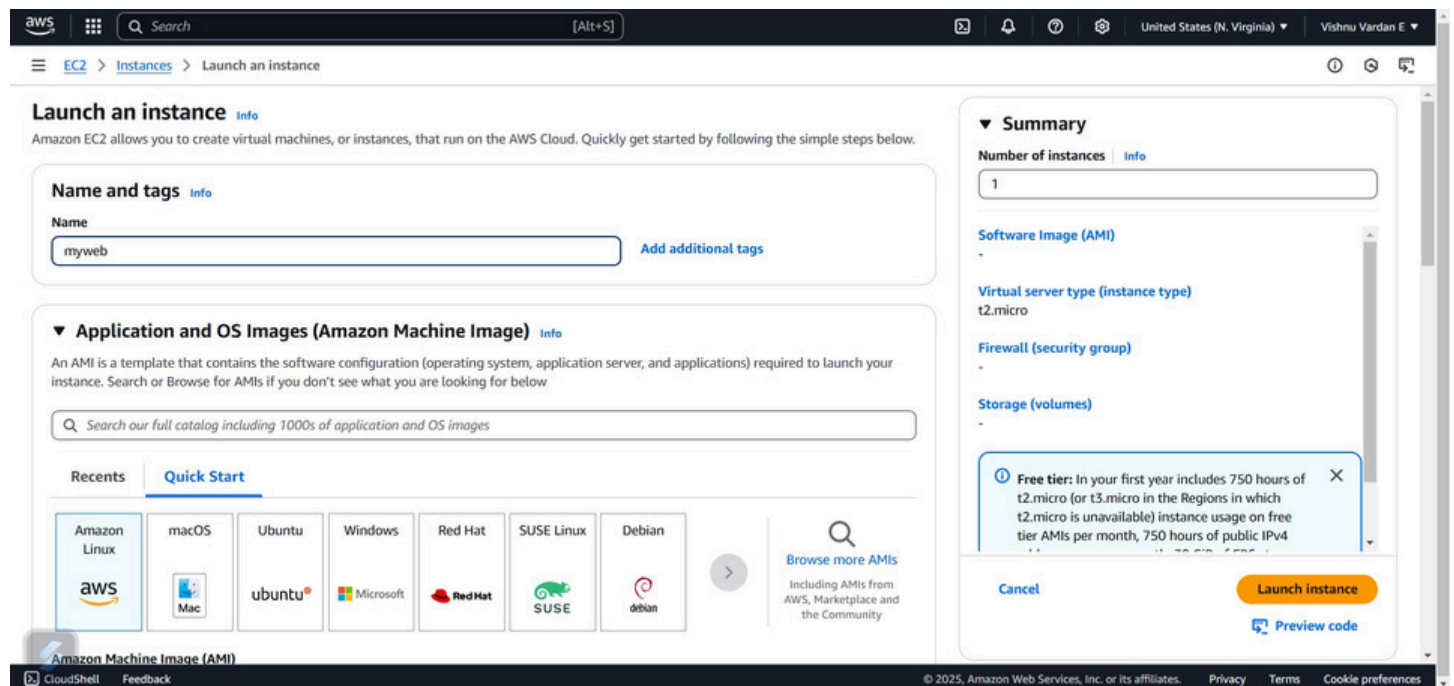 aws
Search [Alt+S]
United States (N. Virginia) ▼
Vishnu Vardan E ▼
EC2 > Instances > Launch an instance
Launch an instance Info
Amazon EC2 allows you to create virtual machines, or instances, that run on the AWS Cloud. Quickly get started by following the simple steps below.
Name and tags Info
Name
myweb
Add additional tags
▼ Application and OS Images (Amazon Machine Image) Info
An AMI is a template that contains the software configuration (operating system, application server, and applications) required to launch your
instance. Search or Browse for AMIs if you don't see what you are looking for below
Search our full catalog including 1000s of application and OS images
Recents
Quick Start
Amazon
Linux
aws
macOS
Mac
Ubuntu
ubuntu
Windows
Microsoft
Red Hat
Red Hat
SUSE Linux
SUSE
Debian
debian
Browse more AMIs
Including AMIs from
AWS, Marketplace and
the Community
Amazon Machine Image (AMI)
▼ Summary
Number of instances Info
1
Software Image (AMI)
-
Virtual server type (instance type)
t2.micro
Firewall (security group)
-
Storage (volumes)
-
Free tier: In your first year includes 750 hours of
t2.micro (or t3.micro in the Regions in which
t2.micro is unavailable) instance usage on free
tier AMIs per month, 750 hours of public IPv4
Cancel
Launch instance
Preview code
CloudShell Feedback
© 2025, Amazon Web Services, Inc. or its affiliates. Privacy Terms Cookie preferences